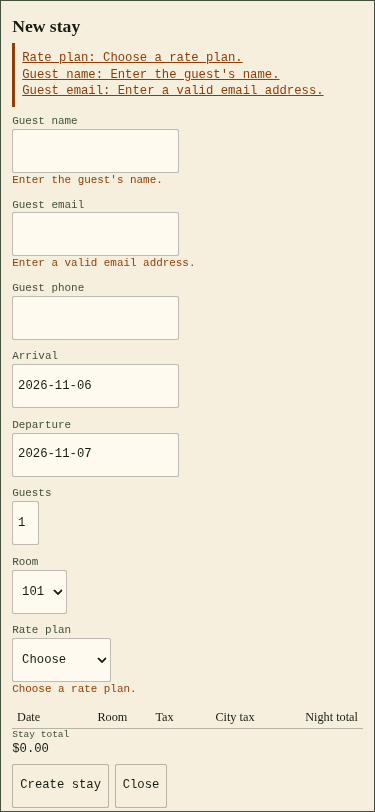 New stay
Rate plan: Choose a rate plan.
Guest name: Enter the guest's name.
Guest email: Enter a valid email address.
Guest name
Enter the guest's name.
Guest email
Enter a valid email address.
Guest phone
Arrival
2026-11-06
Departure
2026-11-07
Guests
1
Room
101
Rate plan
Choose
Choose a rate plan.
Date Room Tax City tax Night total
Stay total
$0.00
Create stay Close